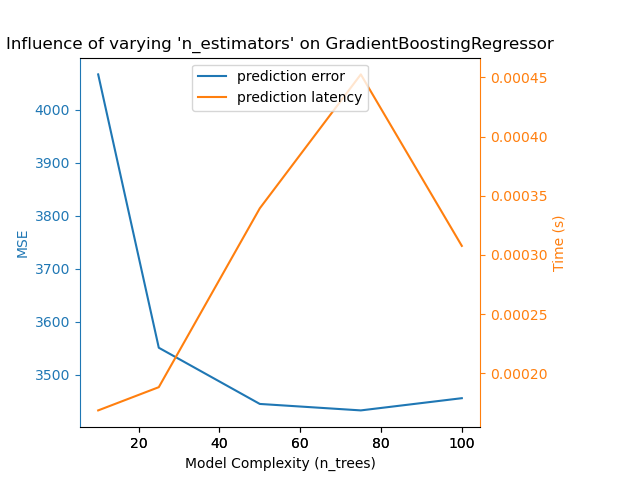 Influence of varying 'n_estimators' on GradientBoostingRegressor
prediction error
prediction latency
4000
3900
3800
3700
3600
3500
MSE
0.00045
0.00040
0.00035
0.00030
0.00025
0.00020
Time (s)
20 40 60 80 100
Model Complexity (n_trees)